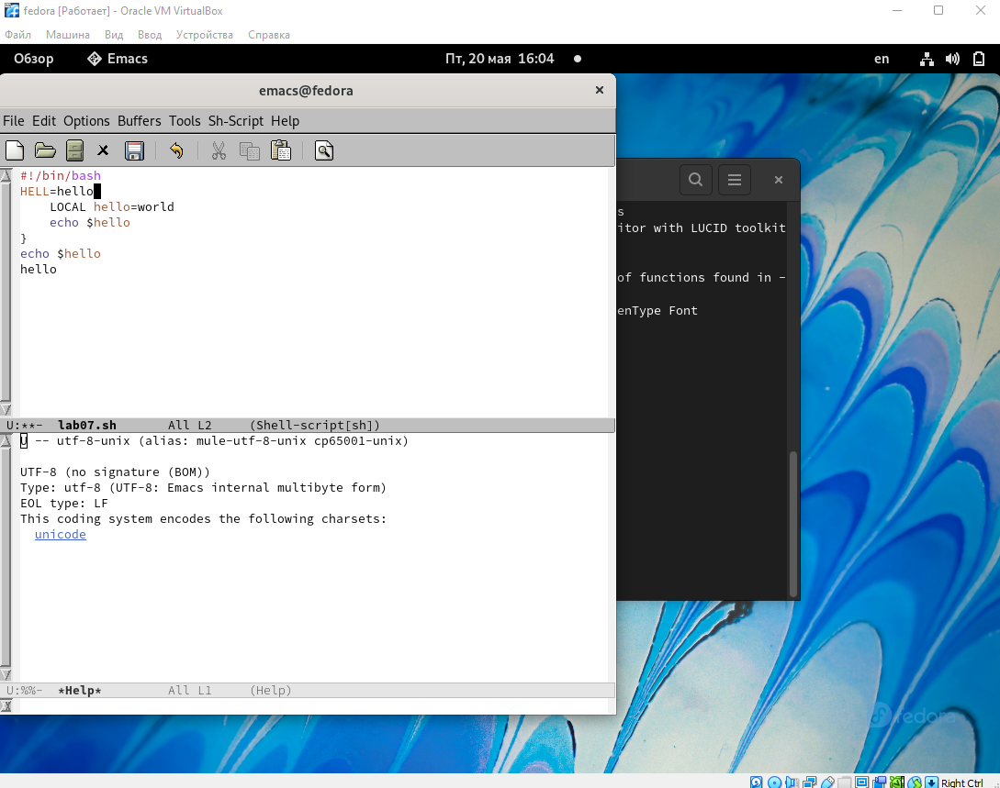 fedora [Работает] - Oracle VM VirtualBox
Файл Машина Вид Ввод Устройства Справка
Обзор Emacs Пт, 20 мая 16:04 en
emacs@fedora
File Edit Options Buffers Tools Sh-Script Help
#!/bin/bash
HELL=hello
    LOCAL hello=world
    echo $hello
}
echo $hello
hello
s
itor with LUCID toolkit
of functions found in -
enType Font
U:**-  lab07.sh       All L2     (Shell-script[sh])
U -- utf-8-unix (alias: mule-utf-8-unix cp65001-unix)
UTF-8 (no signature (BOM))
Type: utf-8 (UTF-8: Emacs internal multibyte form)
EOL type: LF
This coding system encodes the following charsets:
  unicode
U:%%-  *Help*         All L1     (Help)
fedora
Right Ctrl